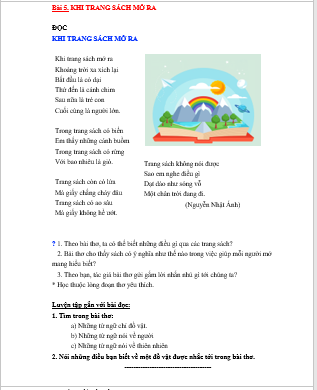 Bài 5. KHI TRANG SÁCH MỞ RA
ĐỌC
KHI TRANG SÁCH MỞ RA
Khi trang sách mở ra
Khoảng trời xa xích lại
Bắt đầu là cỏ dại
Thứ đến là cánh chim
Sau nữa là trẻ con
Cuối cùng là người lớn.
Trong trang sách có biển
Em thấy những cánh buồm
Trong trang sách có rừng
Với bao nhiêu là gió.
Trang sách còn có lửa
Mà giấy chẳng cháy đâu
Trang sách có ao sâu
Mà giấy không hề ướt.
Trang sách không nói được
Sao em nghe điều gì
Dạt dào như sóng vỗ
Một chân trời đang đi.
(Nguyễn Nhật Ánh)
? 1. Theo bài thơ, ta có thể biết những điều gì qua các trang sách?
2. Bài thơ cho thấy sách có ý nghĩa như thế nào trong việc giúp mỗi người mở
mang hiểu biết?
3. Theo bạn, tác giả bài thơ gửi gắm lời nhắn nhủ gì tới chúng ta?
* Học thuộc lòng đoạn thơ yêu thích.
Luyện tập gắn với bài đọc:
1. Tìm trong bài thơ:
a) Những từ ngữ chỉ đồ vật.
b) Những từ ngữ nói về người
c) Những từ ngữ nói về thiên nhiên
2. Nói những điều bạn biết về một đồ vật được nhắc tới trong bài thơ.